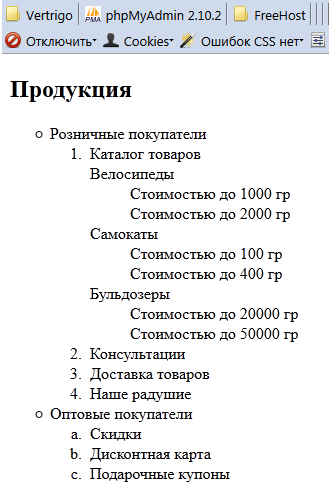 Vertrigo phpMyAdmin 2.10.2 FreeHost
Отключить Cookies Ошибок CSS нет
Продукция
Розничные покупатели
1. Каталог товаров
Велосипеды
Стоимостью до 1000 гр
Стоимостью до 2000 гр
Самокаты
Стоимостью до 100 гр
Стоимостью до 400 гр
Бульдозеры
Стоимостью до 20000 гр
Стоимостью до 50000 гр
2. Консультации
3. Доставка товаров
4. Наше радушие
Оптовые покупатели
a. Скидки
b. Дисконтная карта
c. Подарочные купоны